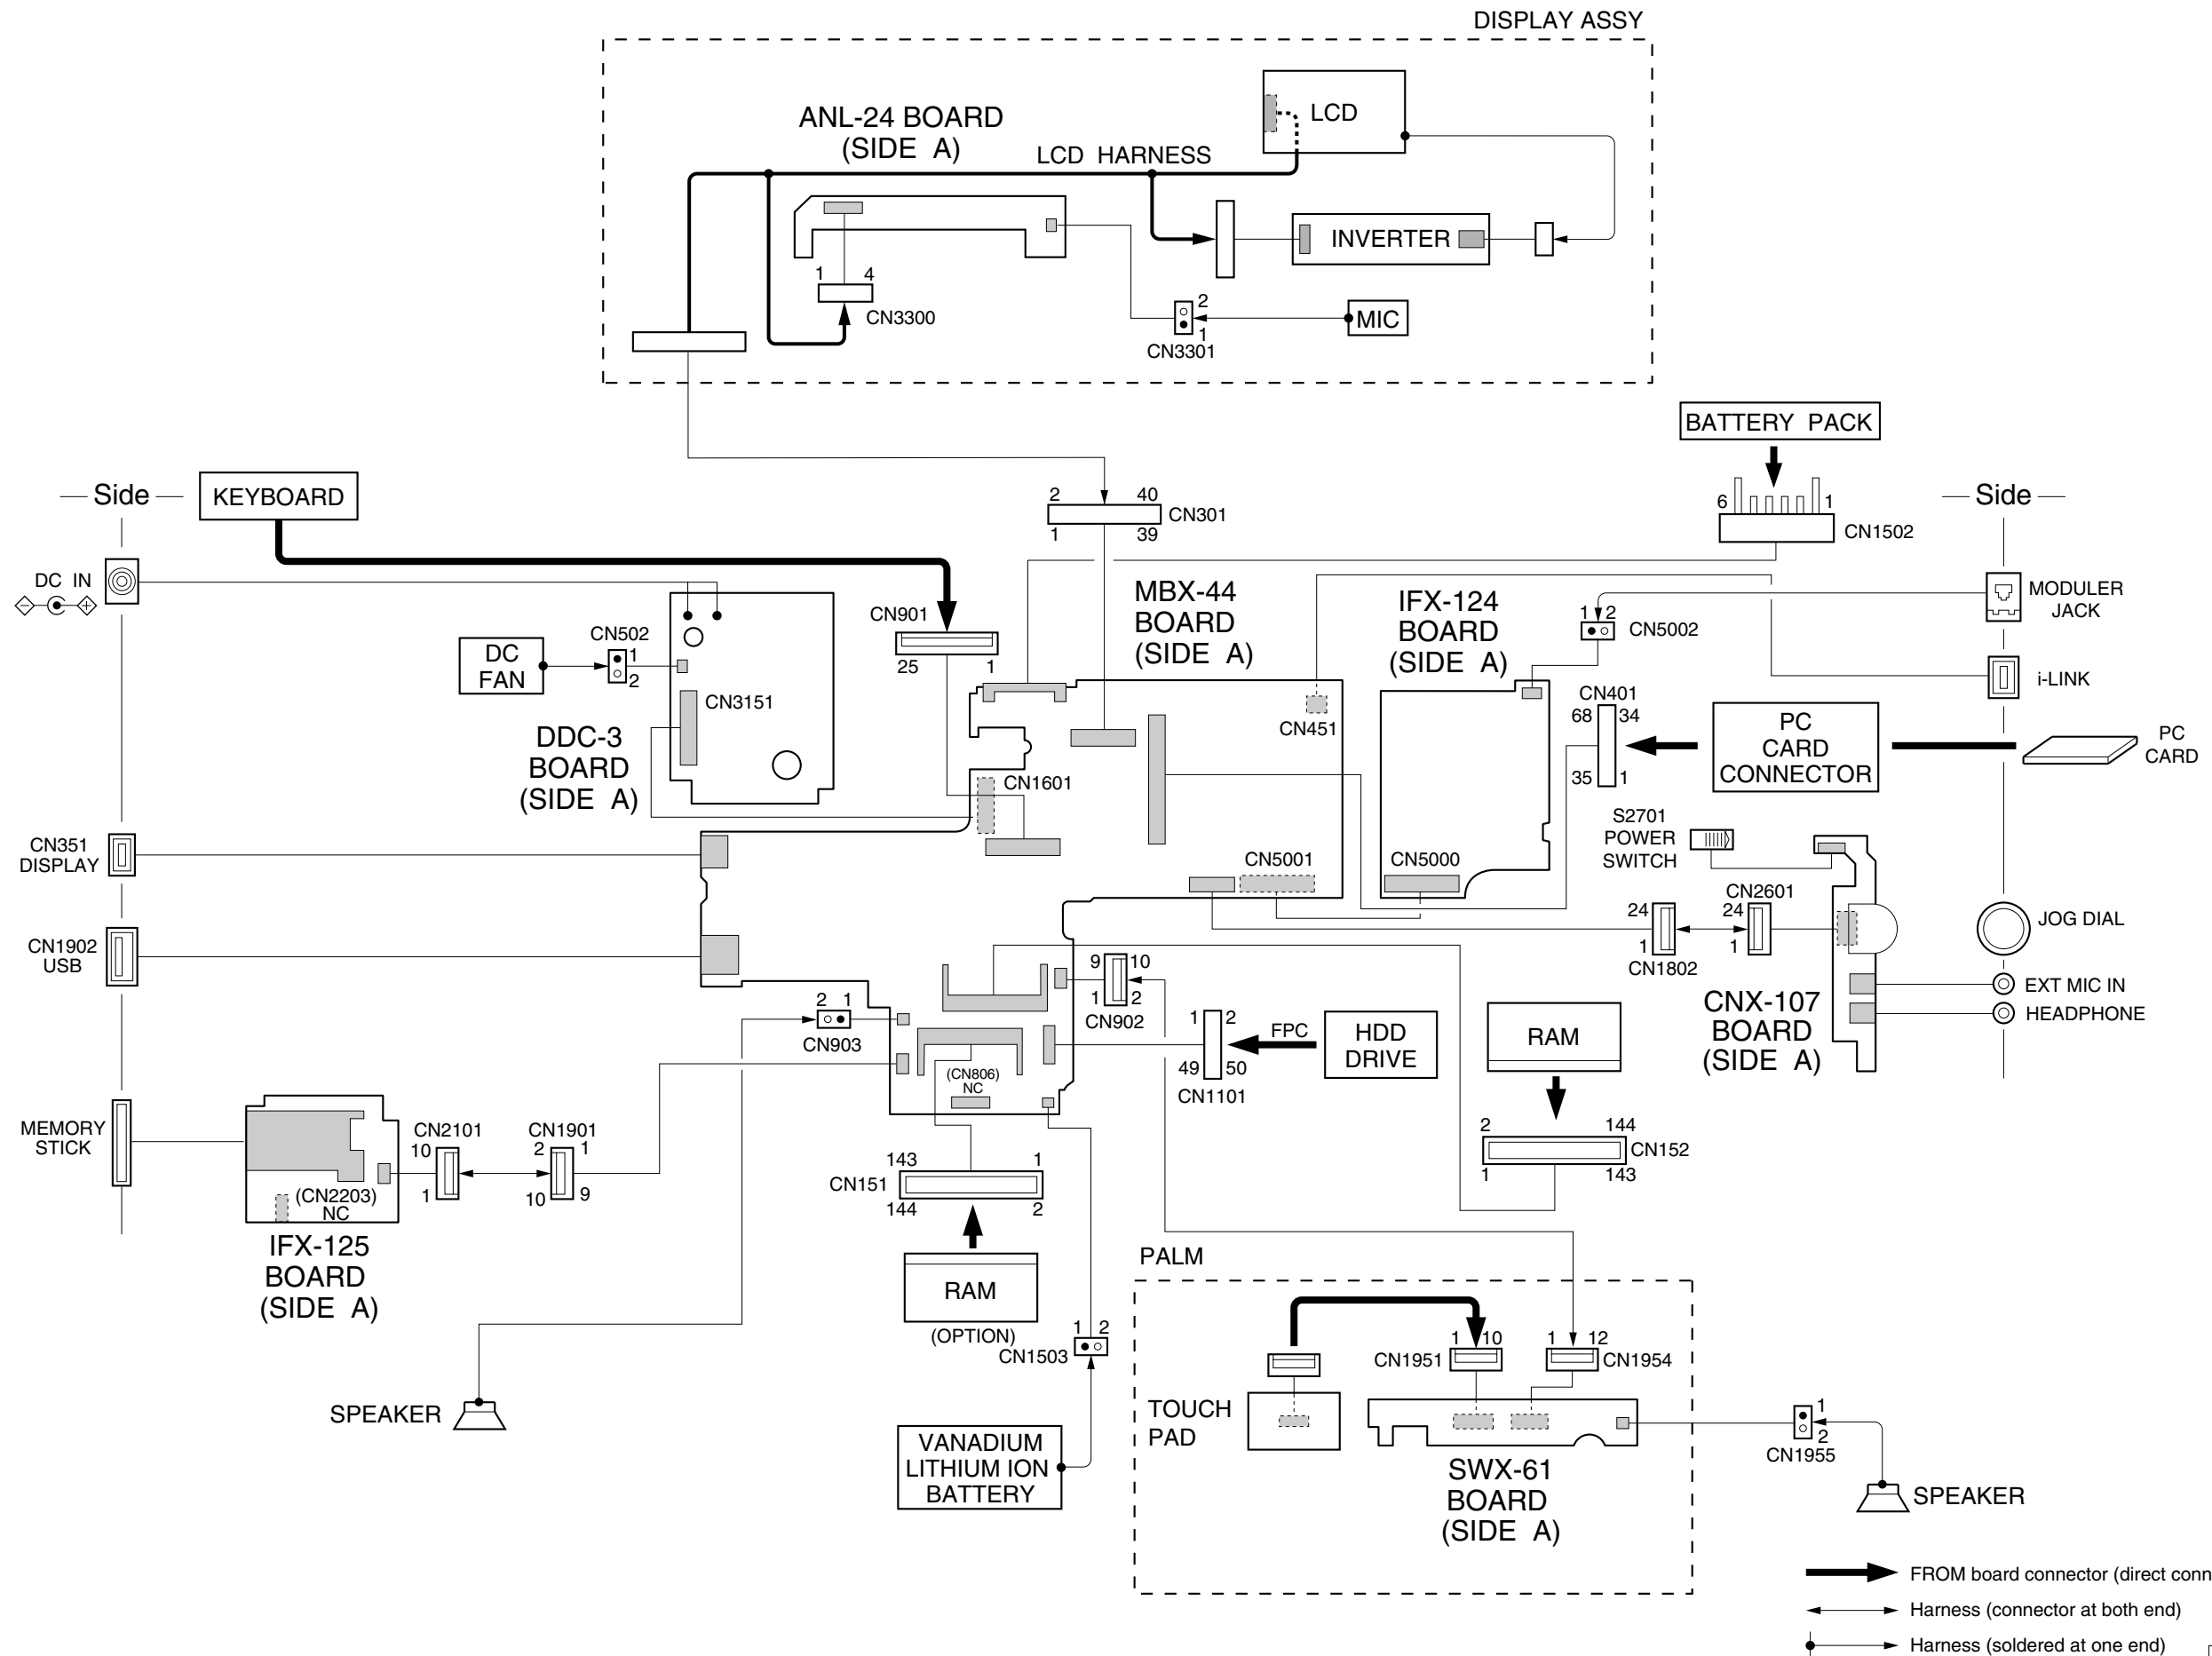 DISPLAY ASSY
ANL-24 BOARD
(SIDE A)
LCD
LCD HARNESS
INVERTER
1 4
CN3300
2
1
CN3301
MIC
BATTERY PACK
6 1
CN1502
Side
KEYBOARD
2 40
1 39
CN301
Side
DC IN
MODULER
JACK
CN901
25 1
MBX-44
BOARD
(SIDE A)
IFX-124
BOARD
(SIDE A)
1 2
CN5002
DC
FAN
CN502
1
2
i-LINK
CN3151
DDC-3
BOARD
(SIDE A)
CN451
CN401
68 34
35 1
PC
CARD
CONNECTOR
PC
CARD
CN1601
S2701
POWER
SWITCH
CN351
DISPLAY
CN5001
CN5000
CN2601
24
1
24
1
CN1802
JOG DIAL
CN1902
USB
9 10
1 2
CN902
CNX-107
BOARD
(SIDE A)
EXT MIC IN
HEADPHONE
2 1
CN903
1 2
49 50
CN1101
FPC
HDD
DRIVE
RAM
(CN806)
NC
MEMORY
STICK
CN2101
10
1
CN1901
2 1
10 9
2 144
1 143
CN152
(CN2203)
NC
143 1
CN151
144 2
IFX-125
BOARD
(SIDE A)
RAM
(OPTION)
PALM
1 2
CN1503
1 10
CN1951
1 12
CN1954
SPEAKER
TOUCH
PAD
1
2
CN1955
VANADIUM
LITHIUM ION
BATTERY
SWX-61
BOARD
(SIDE A)
SPEAKER
FROM board connector (direct conn
Harness (connector at both end)
Harness (soldered at one end)